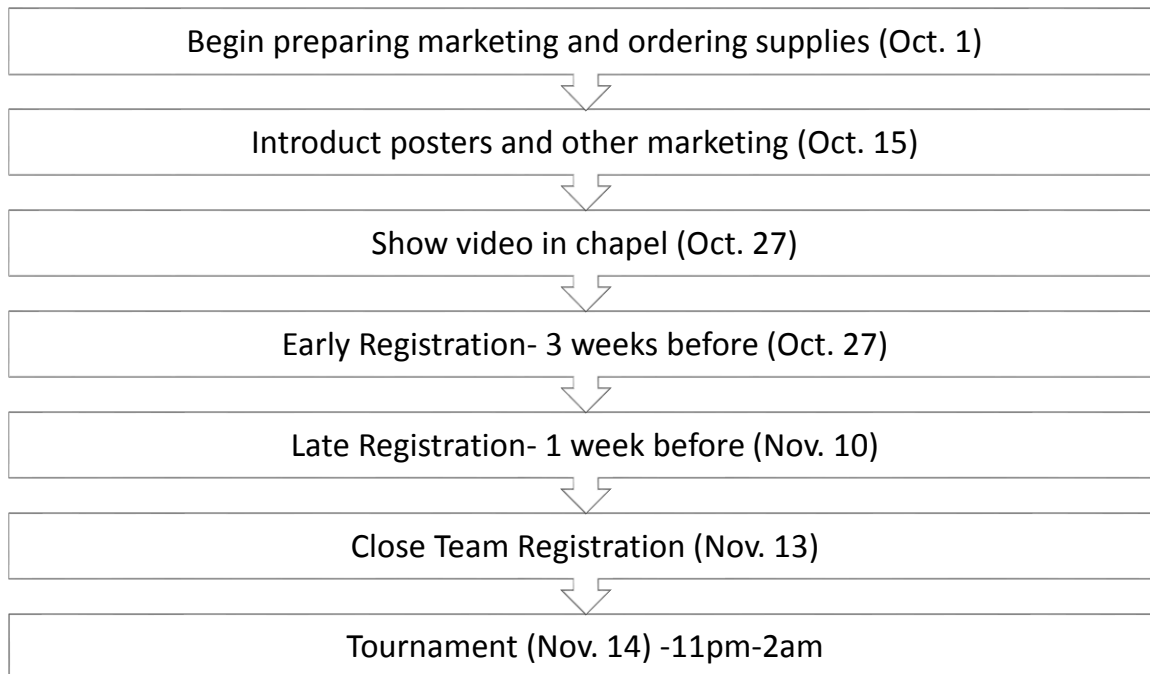 Begin preparing marketing and ordering supplies (Oct. 1)
Introduct posters and other marketing (Oct. 15)
Show video in chapel (Oct. 27)
Early Registration- 3 weeks before (Oct. 27)
Late Registration- 1 week before (Nov. 10)
Close Team Registration (Nov. 13)
Tournament (Nov. 14) -11pm-2am